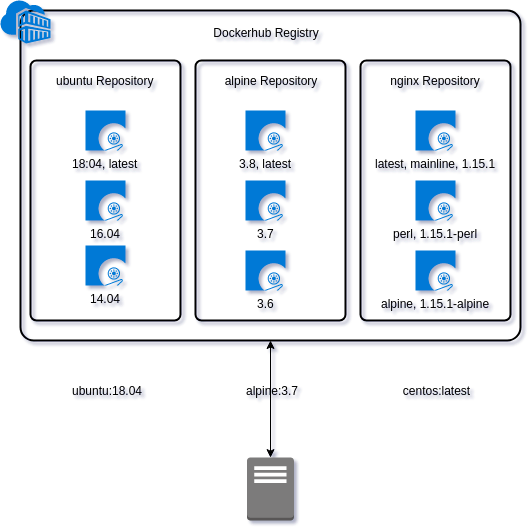 Dockerhub Registry
ubuntu Repository
18:04, latest
16.04
14.04
alpine Repository
3.8, latest
3.7
3.6
nginx Repository
latest, mainline, 1.15.1
perl, 1.15.1-perl
alpine, 1.15.1-alpine
ubuntu:18.04
alpine:3.7
centos:latest